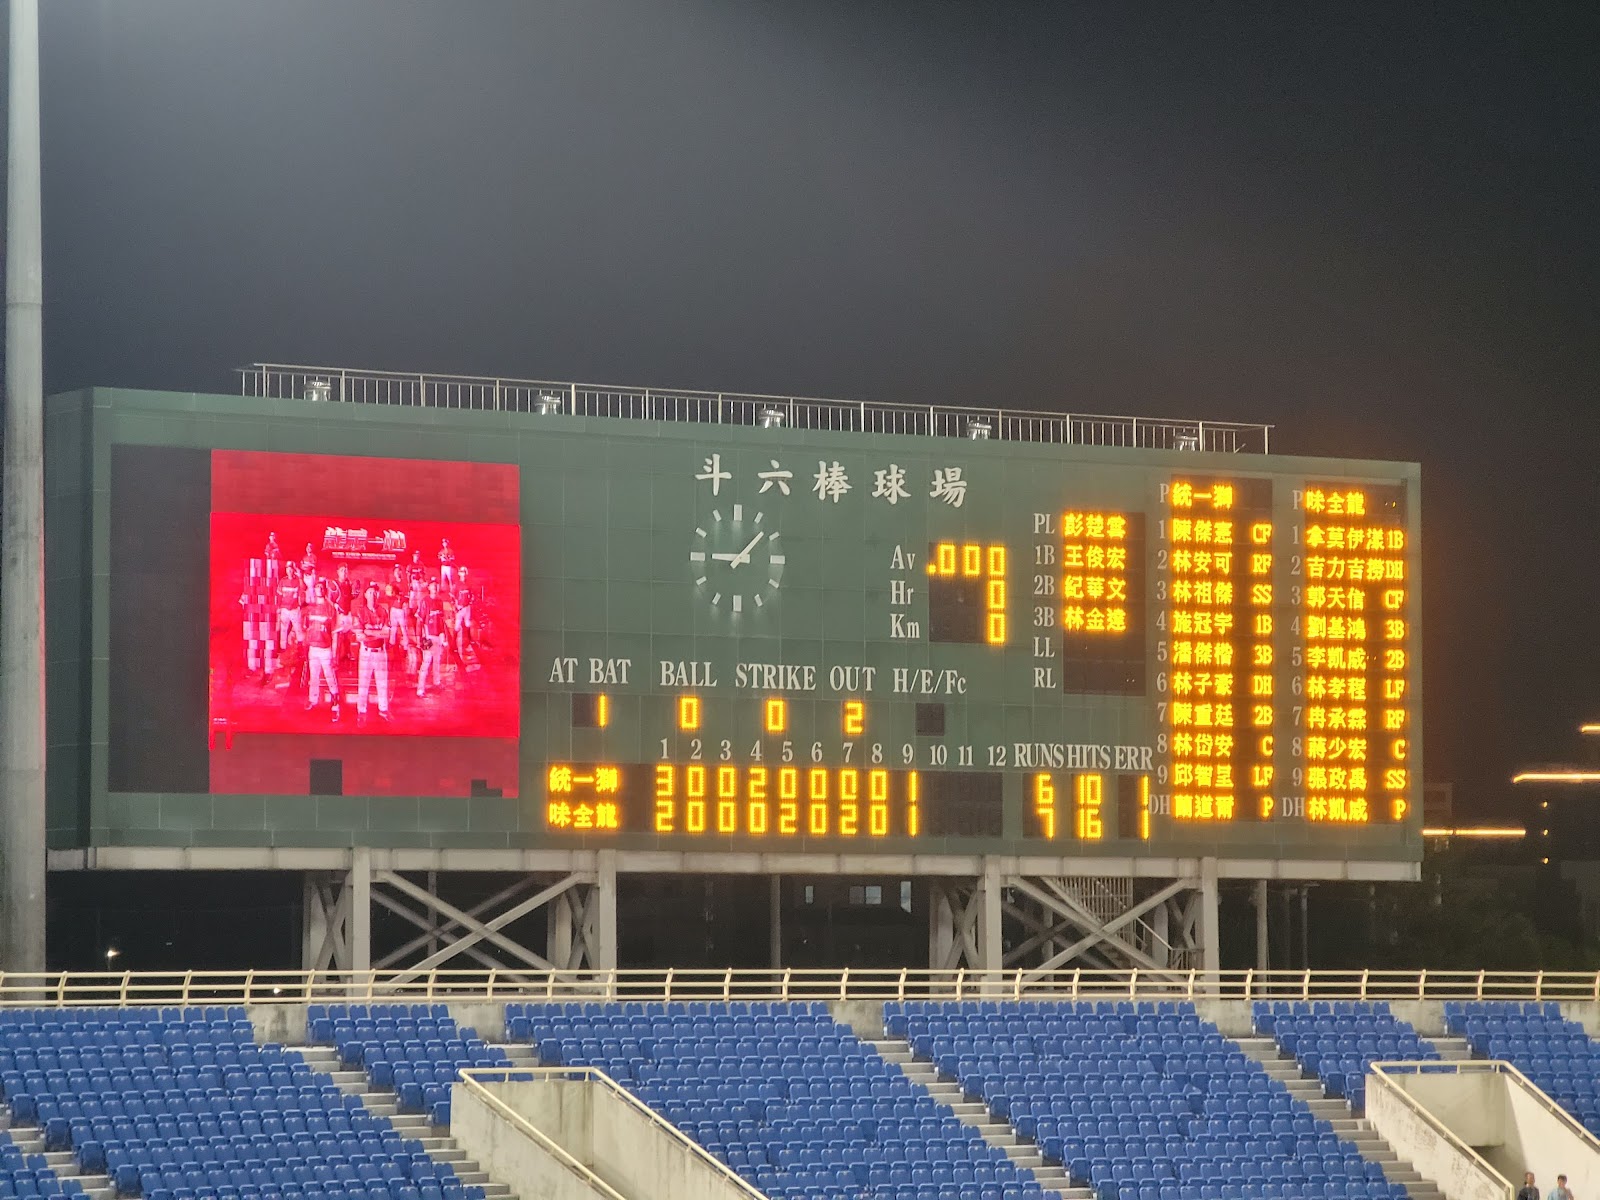 斗六棒球場
Av .000
Hr 0
Km 0
PL 彭楚雲
1B 王俊宏
2B 紀華文
3B 林金達
LL
RL
AT BAT BALL STRIKE OUT H/E/Fc
1 0 0 2
1 2 3 4 5 6 7 8 9 10 11 12 RUNS HITS ERR
統一獅 3 0 0 2 0 0 0 0 1 6 10 1
味全龍 2 0 0 0 2 0 2 0 1 7 16 1
P 統一獅
1 陳傑憲 CF
2 林安可 RF
3 林祖傑 SS
4 施冠宇 1B
5 潘傑楷 3B
6 林子豪 DH
7 陳重廷 2B
8 林岱安 C
9 邱智呈 LF
DH 蘭道爾 P
P 味全龍
1 拿莫伊漾 1B
2 吉力吉撈 DH
3 郭天信 CF
4 劉基鴻 3B
5 李凱威 2B
6 林孝程 LF
7 冉承霖 RF
8 蔣少宏 C
9 張政禹 SS
DH 林凱威 P